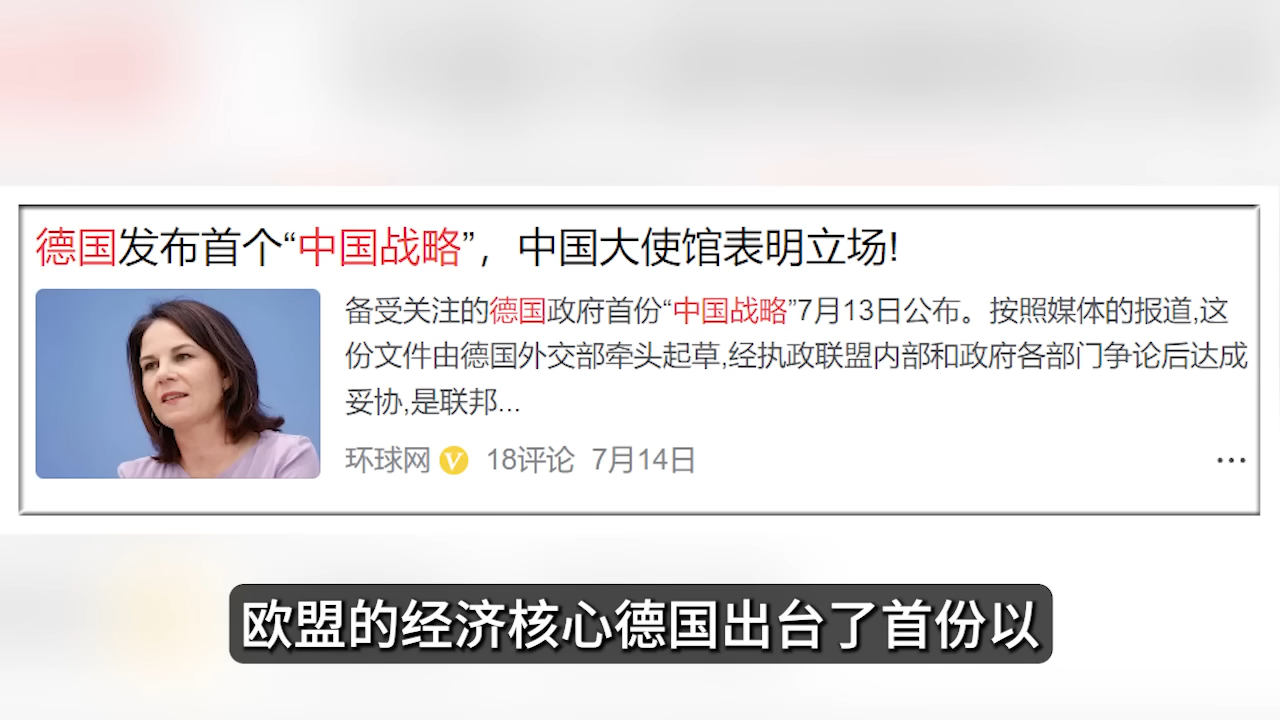 德国发布首个“中国战略”，中国大使馆表明立场!
备受关注的德国政府首份“中国战略”7月13日公布。按照媒体的报道,这
份文件由德国外交部牵头起草,经执政联盟内部和政府各部门争论后达成
妥协,是联邦...
环球网 V 18评论 7月14日
欧盟的经济核心德国出台了首份以